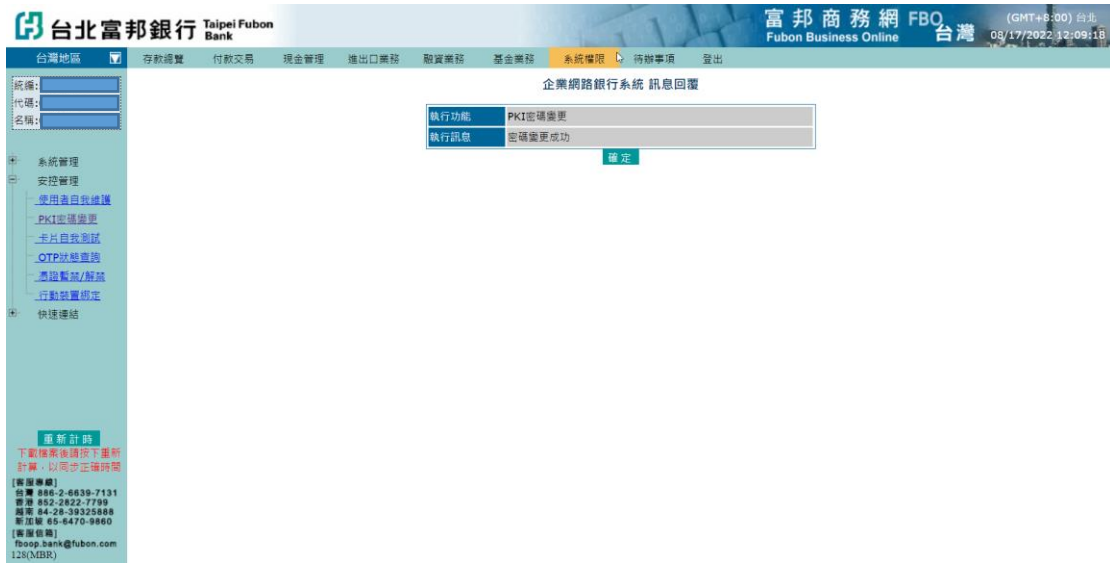 台北富邦銀行 Taipei Fubon Bank
富邦商務網 FBO台灣
Fubon Business Online
(GMT+8:00) 台北
08/17/2022 12:09:18
台灣地區
存款總覽 付款交易 現金管理 進出口業務 融資業務 基金業務 系統權限 待辦事項 登出
統編:
代碼:
名稱:
企業網路銀行系統 訊息回覆
執行功能 PKI密碼變更
執行訊息 密碼變更成功
確定
系統管理
安控管理
使用者自我維護
PKI密碼變更
卡片自我測試
OTP狀態查詢
憑證暫禁/解禁
行動裝置綁定
快速連結
重新計時
下載檔案後請按下重新
計算，以同步正確時間
[客服專線]
台灣 886-2-6639-7131
香港 852-2822-7799
越南 84-28-39325888
新加坡 65-6470-9860
[客服信箱]
fboop.bank@fubon.com
128(MBR)